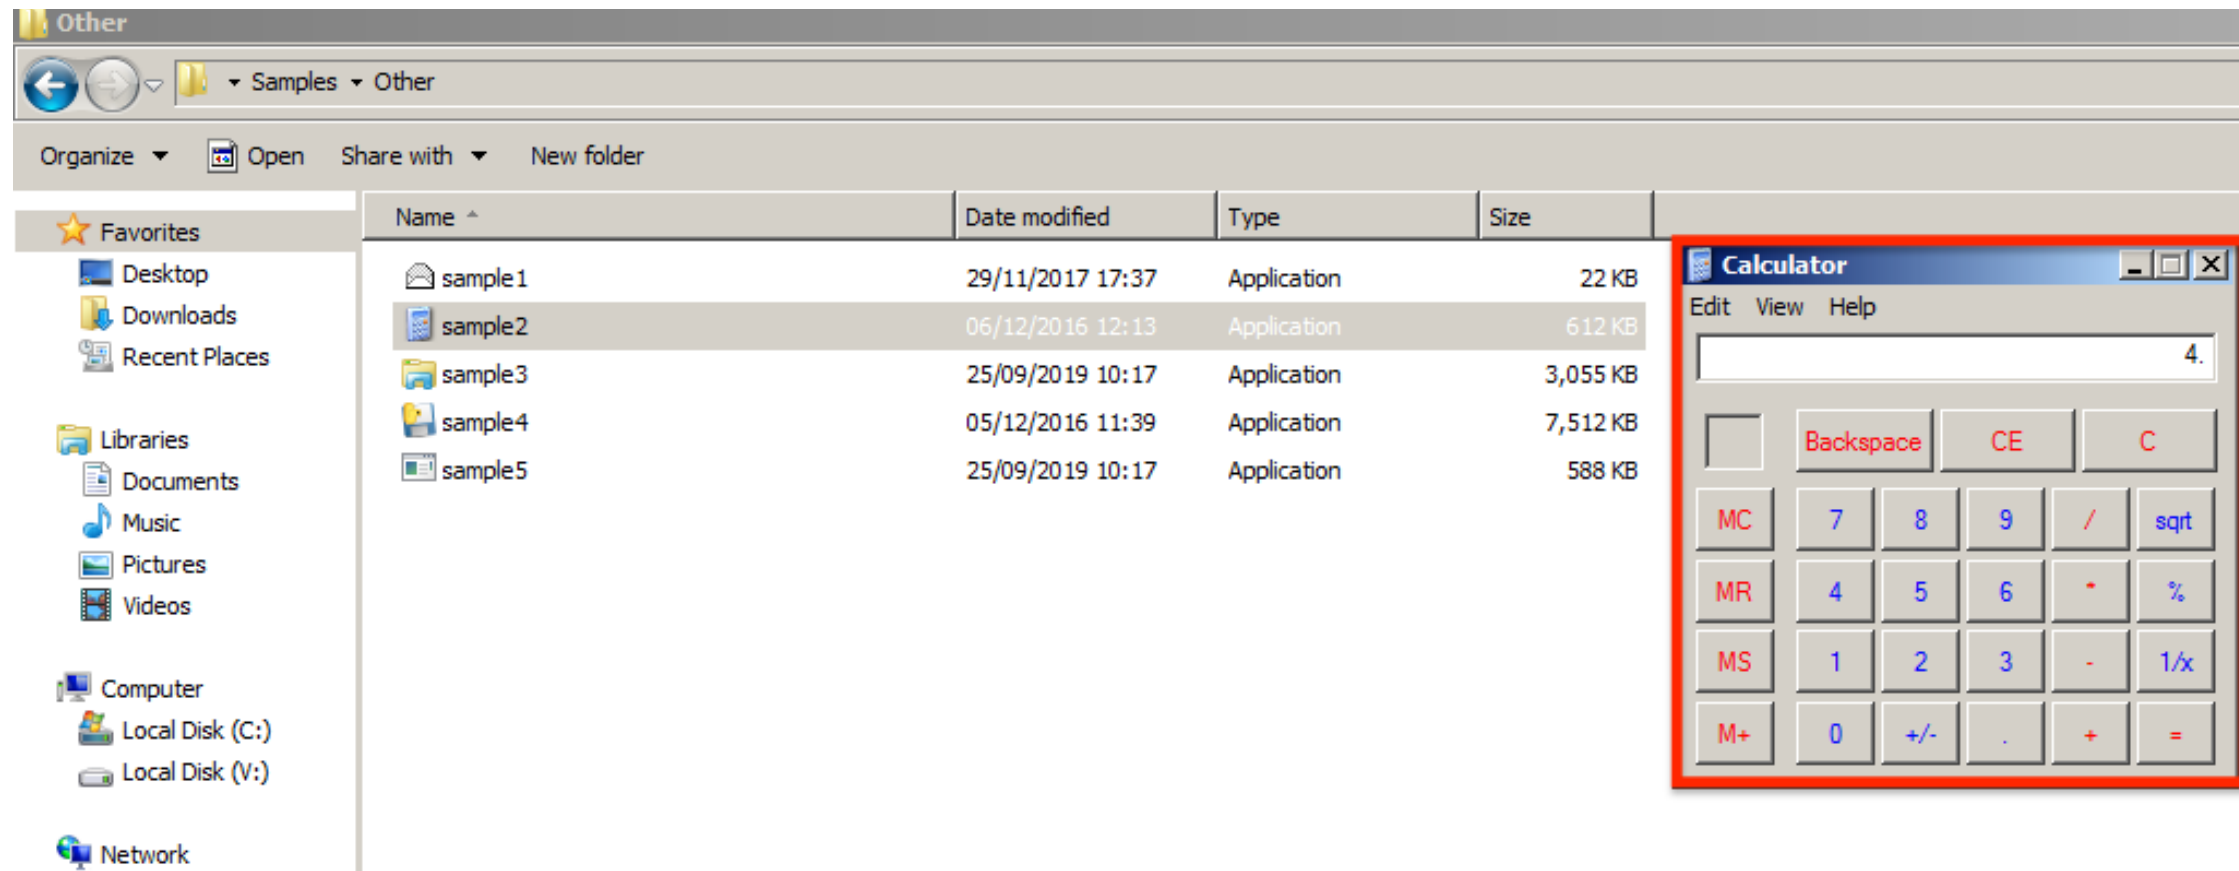 Other
Samples Other
Organize Open Share with New folder
Name Date modified Type Size
Favorites
Desktop
Downloads
Recent Places
Libraries
Documents
Music
Pictures
Videos
Computer
Local Disk (C:)
Local Disk (V:)
Network
sample1 29/11/2017 17:37 Application 22 KB
sample2 06/12/2016 12:13 Application 612 KB
sample3 25/09/2019 10:17 Application 3,055 KB
sample4 05/12/2016 11:39 Application 7,512 KB
sample5 25/09/2019 10:17 Application 588 KB
Calculator
Edit View Help
4.
Backspace CE C
MC 7 8 9 / sqrt
MR 4 5 6 * %
MS 1 2 3 - 1/x
M+ 0 +/- . + =